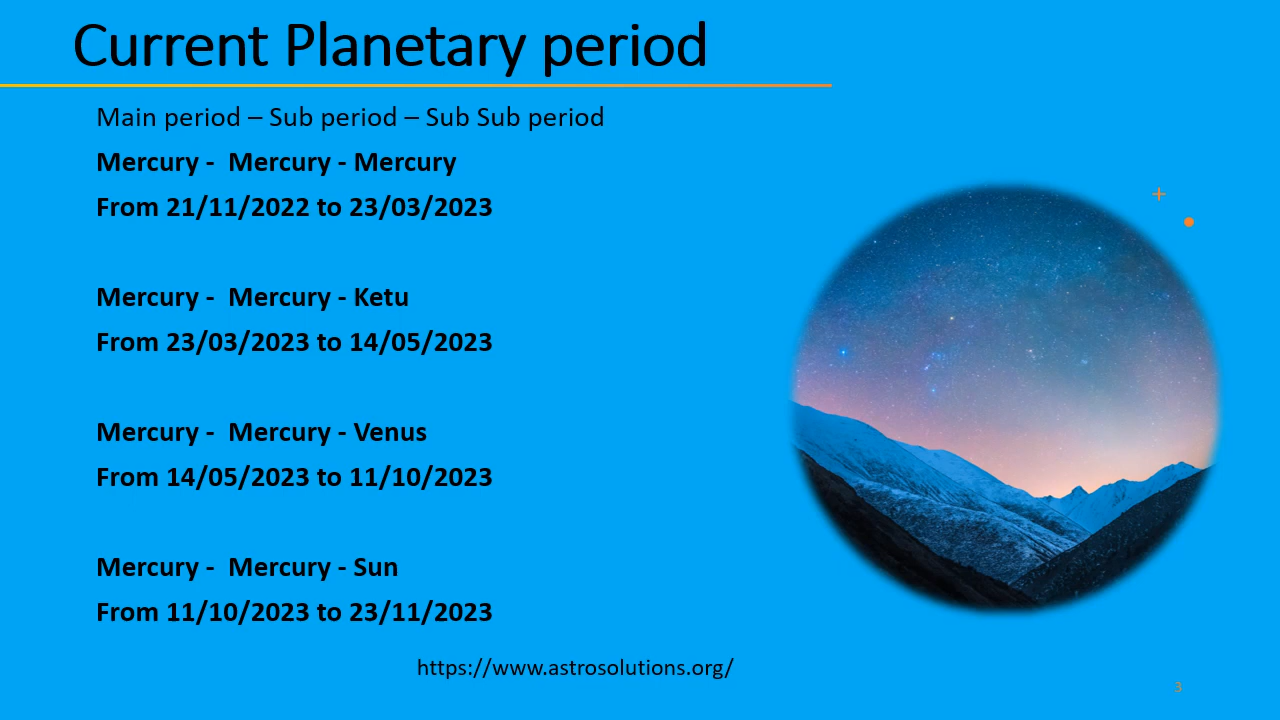 Current Planetary period
Main period – Sub period – Sub Sub period
Mercury -  Mercury - Mercury
From 21/11/2022 to 23/03/2023
Mercury -  Mercury - Ketu
From 23/03/2023 to 14/05/2023
Mercury -  Mercury - Venus
From 14/05/2023 to 11/10/2023
Mercury -  Mercury - Sun
From 11/10/2023 to 23/11/2023
https://www.astrosolutions.org/
3